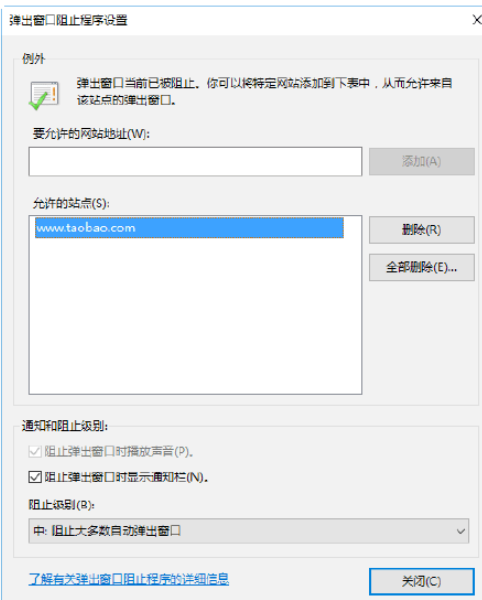 弹出窗口阻止程序设置
例外
弹出窗口当前已被阻止。你可以将特定网站添加到下表中，从而允许来自
该站点的弹出窗口。
要允许的网站地址(W):
添加(A)
允许的站点(S):
www.taobao.com
删除(R)
全部删除(E)...
通知和阻止级别:
阻止弹出窗口时播放声音(P)。
阻止弹出窗口时显示通知栏(N)。
阻止级别(B):
中: 阻止大多数自动弹出窗口
了解有关弹出窗口阻止程序的详细信息
关闭(C)